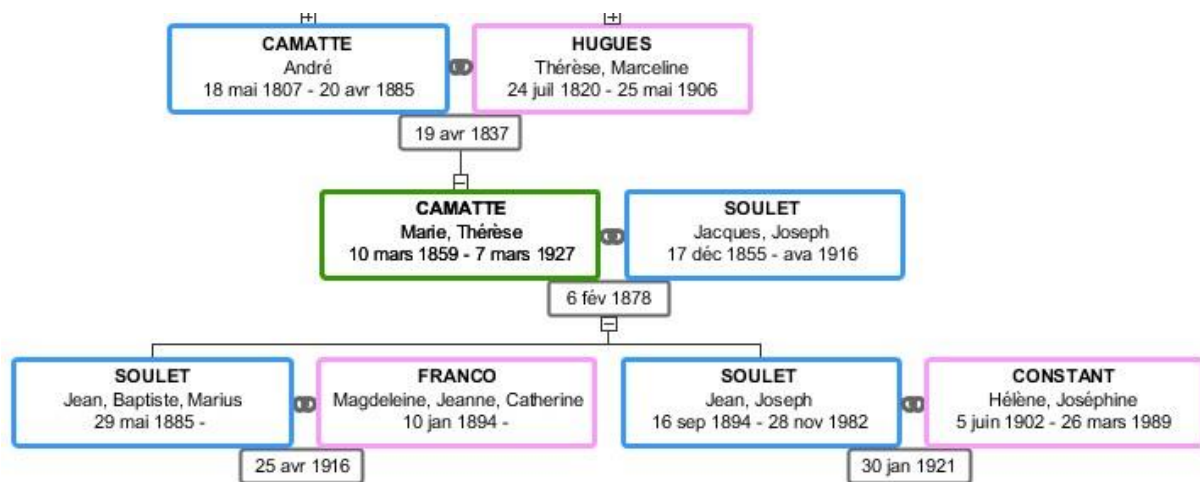 CAMATTE
André
18 mai 1807 - 20 avr 1885
HUGUES
Thérèse, Marceline
24 juil 1820 - 25 mai 1906
19 avr 1837
CAMATTE
Marie, Thérèse
10 mars 1859 - 7 mars 1927
SOULET
Jacques, Joseph
17 déc 1855 - ava 1916
6 fév 1878
SOULET
Jean, Baptiste, Marius
29 mai 1885 -
FRANCO
Magdeleine, Jeanne, Catherine
10 jan 1894 -
SOULET
Jean, Joseph
16 sep 1894 - 28 nov 1982
CONSTANT
Hélène, Joséphine
5 juin 1902 - 26 mars 1989
25 avr 1916
30 jan 1921